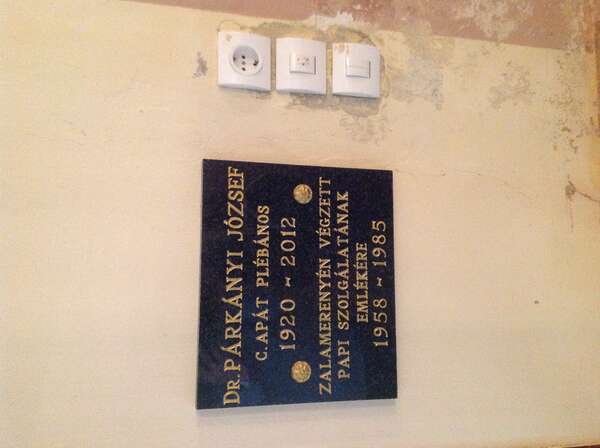 DR. PÁRKÁNYI JÓZSEF
C. APÁT PLÉBÁNOS
1920 ~ 2012
ZALAMERENYÉN VÉGZETT
PAPI SZOLGÁLATÁNAK
EMLÉKÉRE
1958 ~ 1985